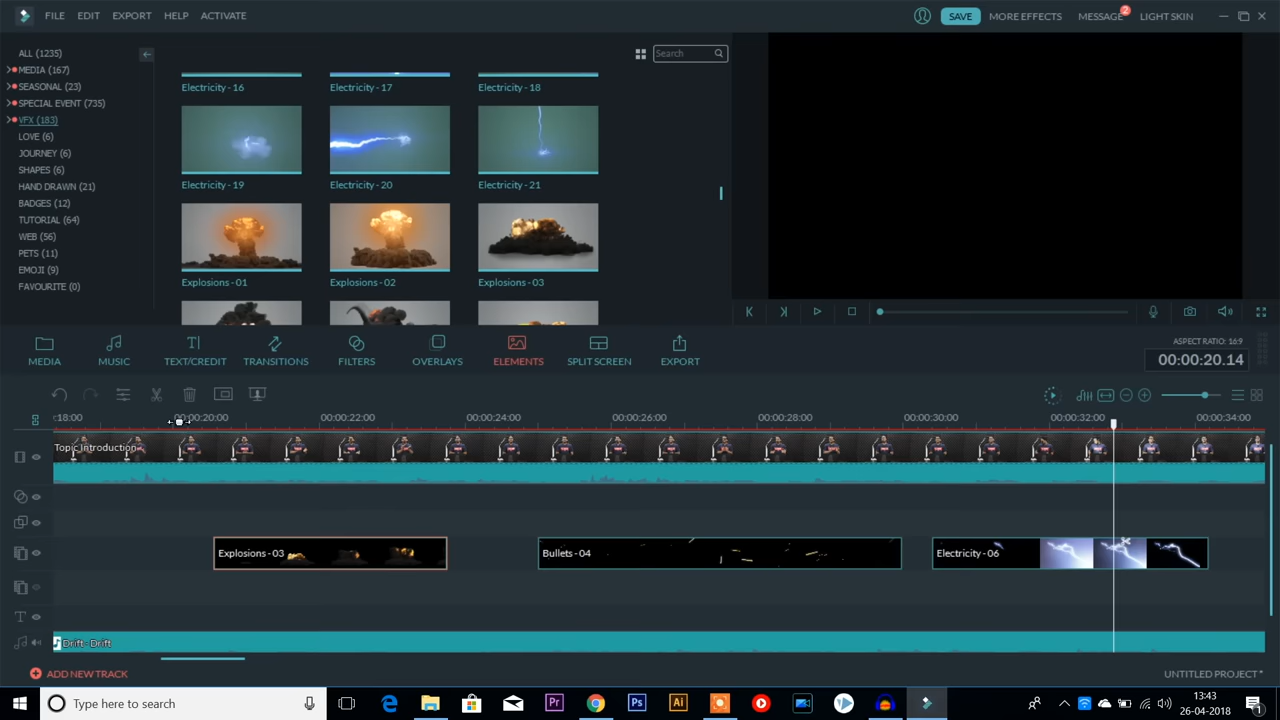 FILE EDIT EXPORT HELP ACTIVATE SAVE MORE EFFECTS MESSAGE 2 LIGHT SKIN
ALL (1235)
MEDIA (167)
SEASONAL (23)
SPECIAL EVENT (735)
VFX (183)
LOVE (6)
JOURNEY (6)
SHAPES (6)
HAND DRAWN (21)
BADGES (12)
TUTORIAL (64)
WEB (56)
PETS (11)
EMOJI (9)
FAVOURITE (0)
Search
Electricity - 16 Electricity - 17 Electricity - 18
Electricity - 19 Electricity - 20 Electricity - 21
Explosions - 01 Explosions - 02 Explosions - 03
MEDIA MUSIC TEXT/CREDIT TRANSITIONS FILTERS OVERLAYS ELEMENTS SPLIT SCREEN EXPORT
ASPECT RATIO: 16:9
00:00:20.14
:18:00 00:00:20:00 00:00:22:00 00:00:24:00 00:00:26:00 00:00:28:00 00:00:30:00 00:00:32:00 00:00:34:00
Topic Introduction
Explosions - 03 Bullets - 04 Electricity - 06
T
Drift - Drift
ADD NEW TRACK UNTITLED PROJECT *
Type here to search Pr Ps Ai 13:43
26-04-2018 1